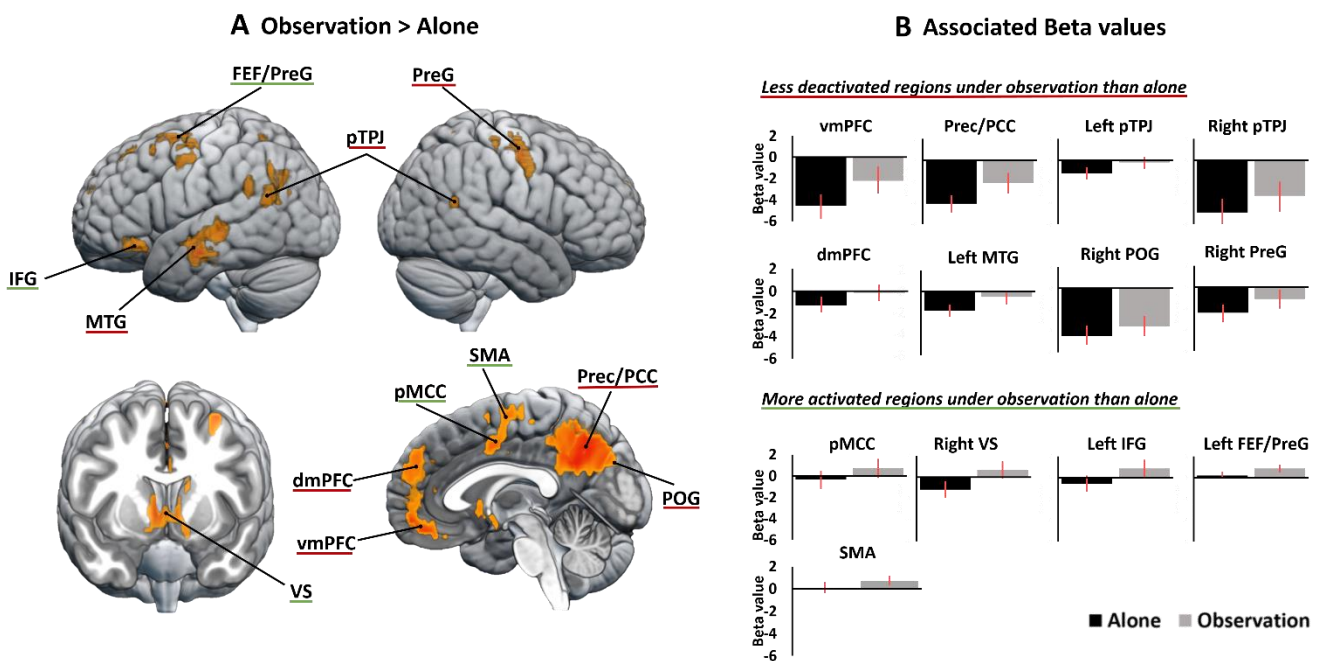 A Observation > Alone
FEF/PreG
PreG
pTPJ
IFG
MTG
SMA
pMCC
Prec/PCC
dmPFC
POG
vmPFC
VS
B Associated Beta values
Less deactivated regions under observation than alone
vmPFC Prec/PCC Left pTPJ Right pTPJ
Beta value
2
0
-2
-4
-6
dmPFC Left MTG Right POG Right PreG
Beta value
2
0
-2
-4
-6
More activated regions under observation than alone
pMCC Right VS Left IFG Left FEF/PreG
Beta value
2
0
-2
-4
-6
SMA
Beta value
2
0
-2
-4
-6
Alone Observation